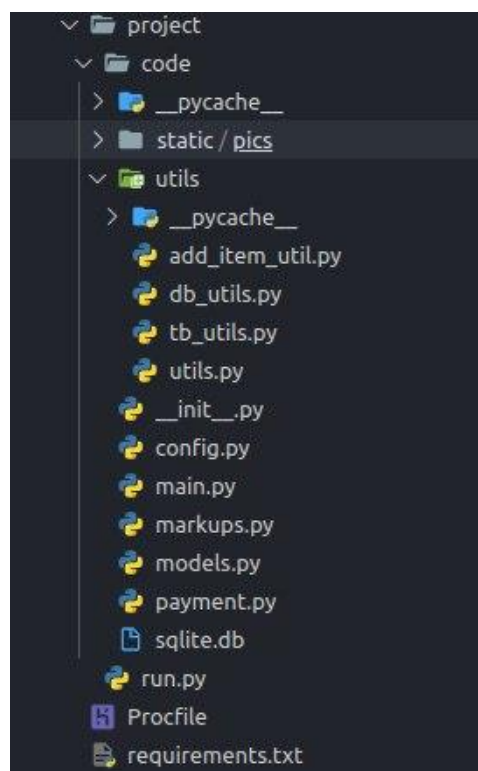 project
code
__pycache__
static / pics
utils
__pycache__
add_item_util.py
db_utils.py
tb_utils.py
utils.py
__init__.py
config.py
main.py
markups.py
models.py
payment.py
sqlite.db
run.py
Procfile
requirements.txt